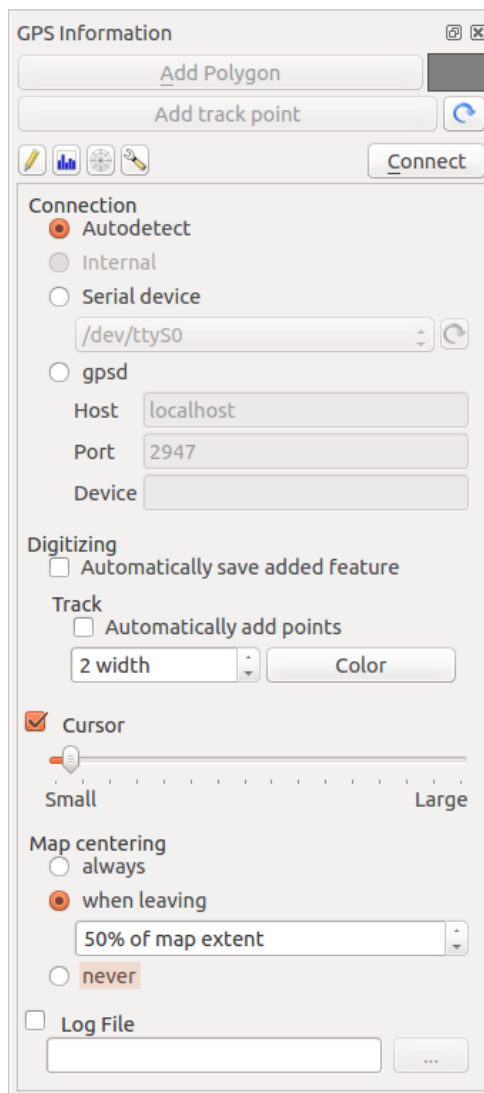 GPS Information
Add Polygon
Add track point
Connect
Connection
Autodetect
Internal
Serial device
/dev/ttyS0
gpsd
Host localhost
Port 2947
Device
Digitizing
Automatically save added feature
Track
Automatically add points
2 width Color
Cursor
Small Large
Map centering
always
when leaving
50% of map extent
never
Log File
...